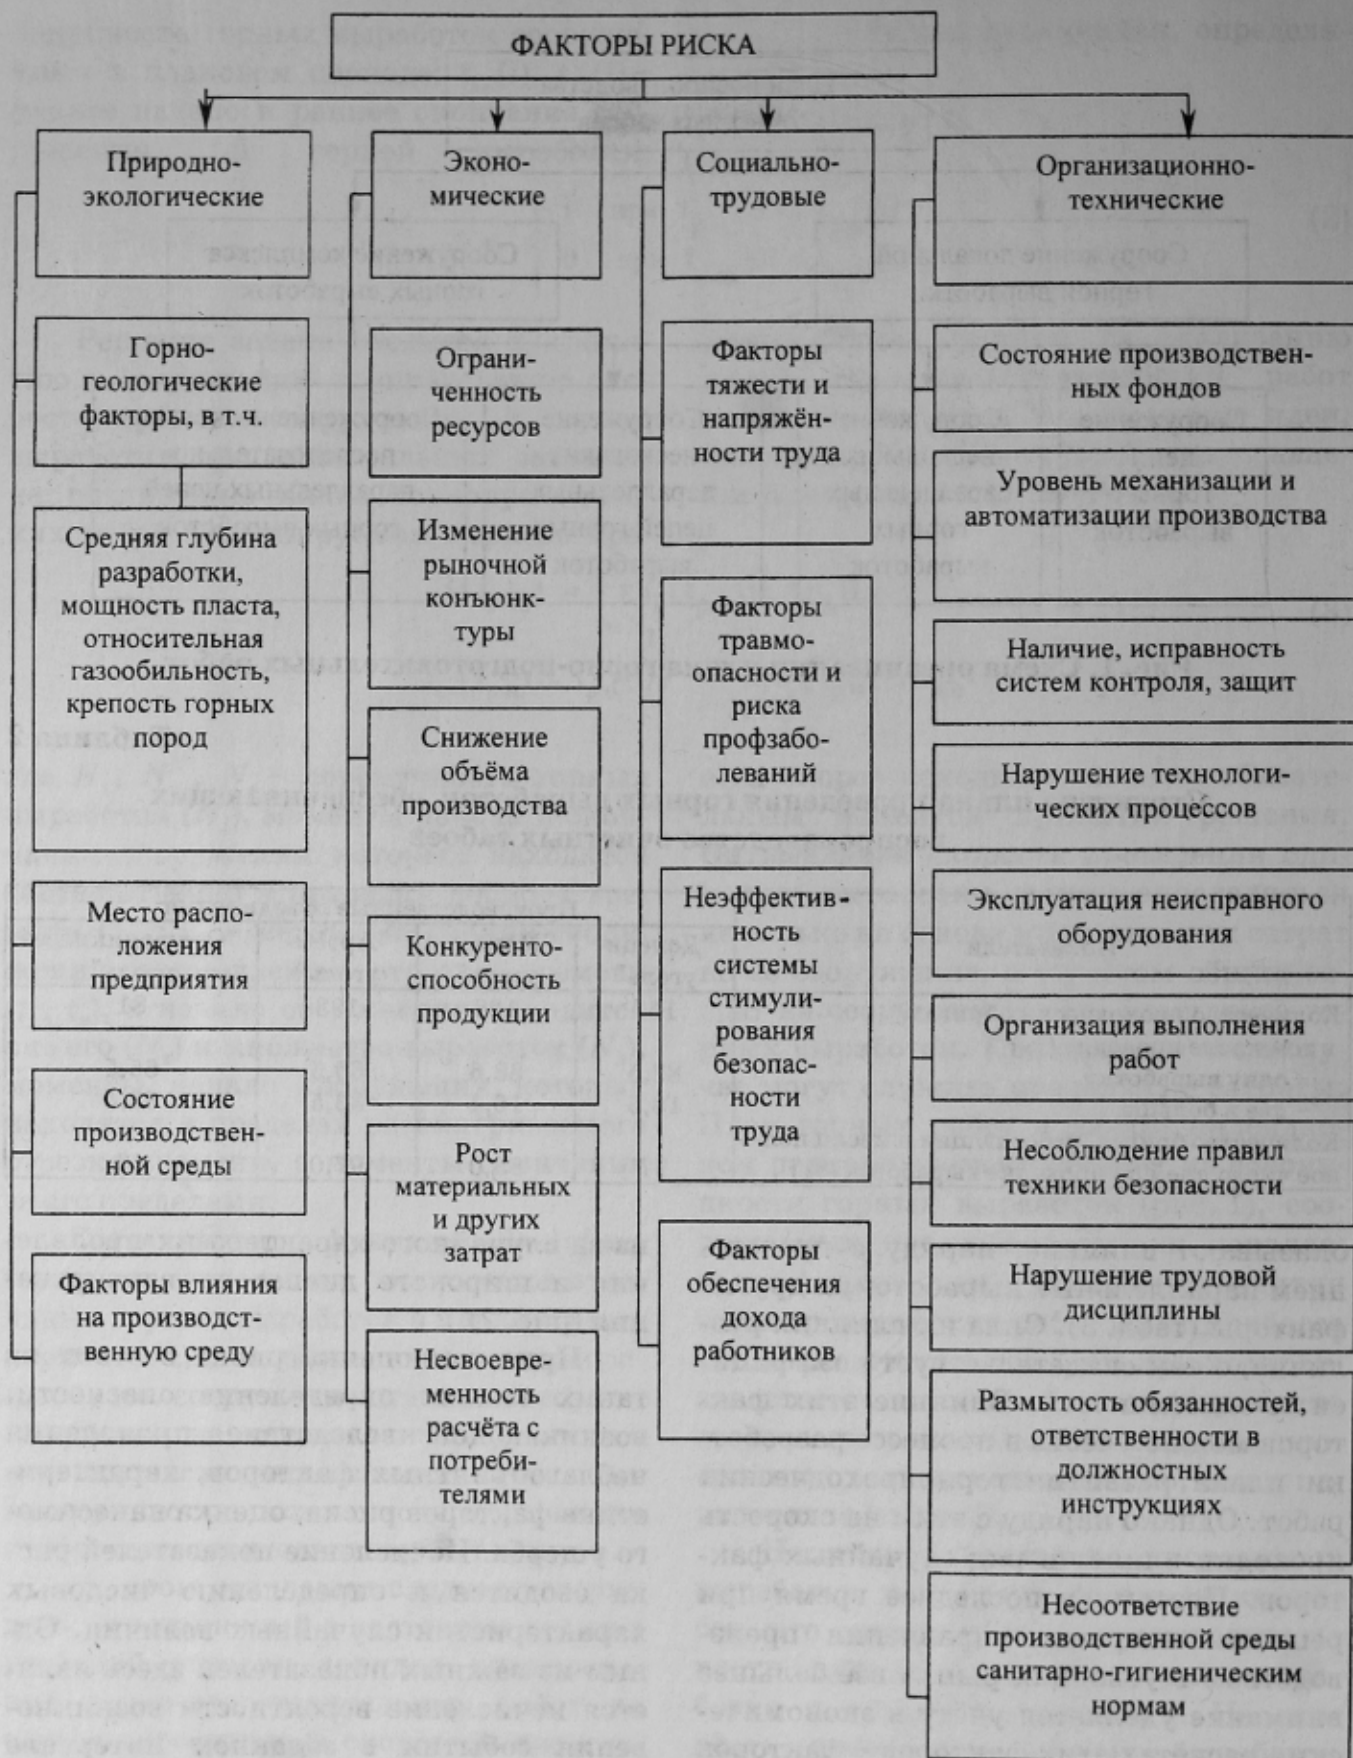 ФАКТОРЫ РИСКА
Природно-
экологические
Горно-
геологические
факторы, в.т.ч.
Средняя глубина
разработки,
мощность пласта,
относительная
газообильность,
крепость горных
пород
Место распо-
ложения
предприятия
Состояние
производствен-
ной среды
Факторы влияния
на производст-
венную среду
Эконо-
мические
Ограни-
ченность
ресурсов
Изменение
рыночной
конъюнк-
туры
Снижение
объёма
производства
Конкуренто-
способность
продукции
Рост
материальных
и других
затрат
Несвоевре-
менность
расчёта с
потреби-
телями
Социально-
трудовые
Факторы
тяжести и
напряжён-
ности труда
Факторы
травмо-
опасности и
риска
профзабо-
леваний
Неэффектив-
ность
системы
стимули-
рования
безопас-
ности
труда
Факторы
обеспечения
дохода
работников
Организационно-
технические
Состояние производствен-
ных фондов
Уровень механизации и
автоматизации производства
Наличие, исправность
систем контроля, защит
Нарушение технологи-
ческих процессов
Эксплуатация неисправного
оборудования
Организация выполнения
работ
Несоблюдение правил
техники безопасности
Нарушение трудовой
дисциплины
Размытость обязанностей,
ответственности в
должностных
инструкциях
Несоответствие
производственной среды
санитарно-гигиеническим
нормам